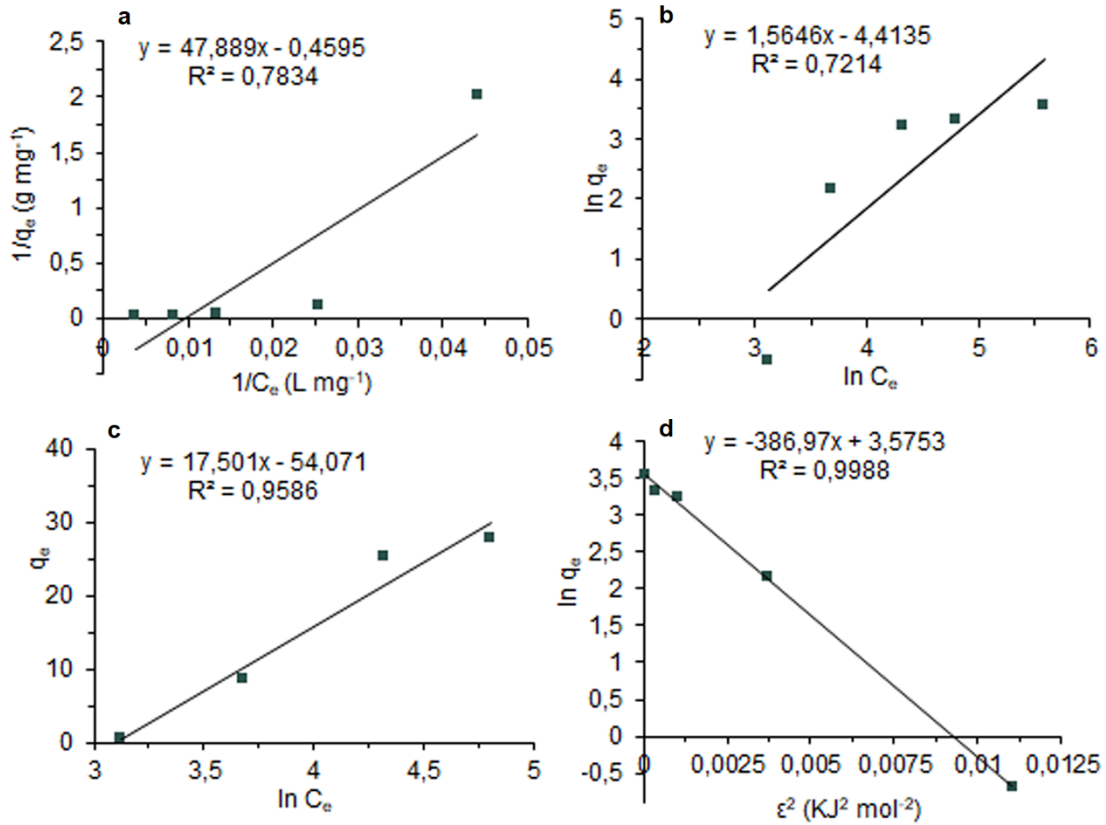 a
y = 47,889x - 0,4595
R² = 0,7834
2,5
2
1,5
1
0,5
0
1/qₑ (g mg⁻¹)
0
0,01
0,02
0,03
0,04
0,05
1/Cₑ (L mg⁻¹)
b
y = 1,5646x - 4,4135
R² = 0,7214
5
4
3
2
1
0
ln qₑ
2
3
4
5
6
ln Cₑ
c
y = 17,501x - 54,071
R² = 0,9586
40
30
20
10
0
qₑ
3
3,5
4
4,5
5
ln Cₑ
d
y = -386,97x + 3,5753
R² = 0,9988
4
3,5
3
2,5
2
1,5
1
0,5
0
-0,5
ln qₑ
0
0,0025
0,005
0,0075
0,01
0,0125
ε² (KJ² mol⁻²)